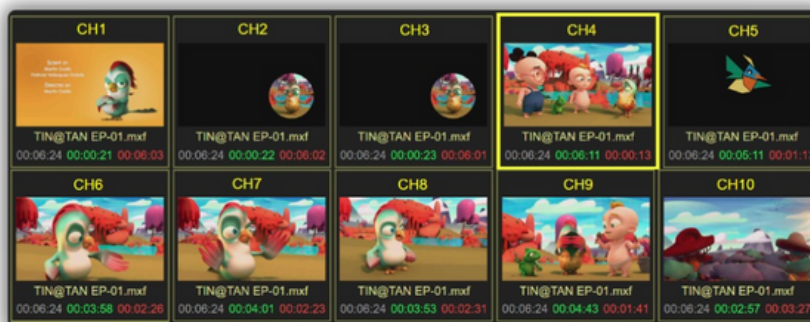 CH1 CH2 CH3 CH4 CH5
TIN@TAN EP-01.mxf TIN@TAN EP-01.mxf TIN@TAN EP-01.mxf TIN@TAN EP-01.mxf TIN@TAN EP-01.mxf
00:06:24 00:00:21 00:06:03 00:06:24 00:00:22 00:06:02 00:06:24 00:00:23 00:06:01 00:06:24 00:06:11 00:00:13 00:06:24 00:05:11
CH6 CH7 CH8 CH9 CH10
TIN@TAN EP-01.mxf TIN@TAN EP-01.mxf TIN@TAN EP-01.mxf TIN@TAN EP-01.mxf TIN@TAN EP-01.mxf
00:06:24 00:03:58 00:02:26 00:06:24 00:04:01 00:02:23 00:06:24 00:03:53 00:02:31 00:06:24 00:04:43 00:01:41 00:06:24 00:02:57